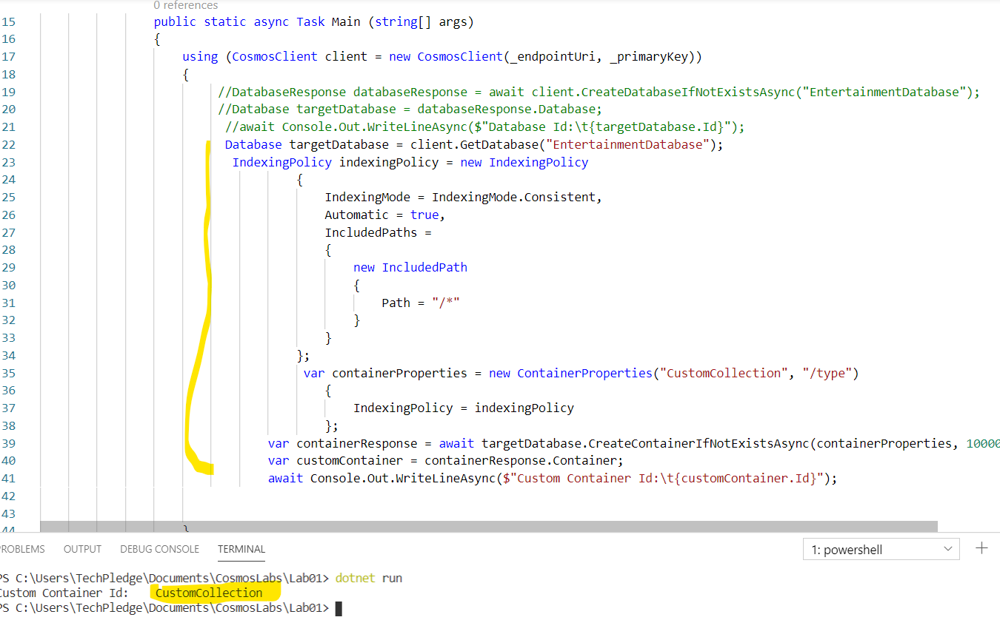 0 references
15 public static async Task Main (string[] args)
16 {
17 using (CosmosClient client = new CosmosClient(_endpointUri, _primaryKey))
18 {
19 //DatabaseResponse databaseResponse = await client.CreateDatabaseIfNotExistsAsync("EntertainmentDatabase");
20 //Database targetDatabase = databaseResponse.Database;
21 //await Console.Out.WriteLineAsync($"Database Id:\t{targetDatabase.Id}");
22 Database targetDatabase = client.GetDatabase("EntertainmentDatabase");
23 IndexingPolicy indexingPolicy = new IndexingPolicy
24 {
25 IndexingMode = IndexingMode.Consistent,
26 Automatic = true,
27 IncludedPaths =
28 {
29 new IncludedPath
30 {
31 Path = "/*"
32 }
33 }
34 };
35 var containerProperties = new ContainerProperties("CustomCollection", "/type")
36 {
37 IndexingPolicy = indexingPolicy
38 };
39 var containerResponse = await targetDatabase.CreateContainerIfNotExistsAsync(containerProperties, 10000
40 var customContainer = containerResponse.Container;
41 await Console.Out.WriteLineAsync($"Custom Container Id:\t{customContainer.Id}");
42
43
44 }
ROBLEMS OUTPUT DEBUG CONSOLE TERMINAL 1: powershell
PS C:\Users\TechPledge\Documents\CosmosLabs\Lab01> dotnet run
Custom Container Id: CustomCollection
PS C:\Users\TechPledge\Documents\CosmosLabs\Lab01>